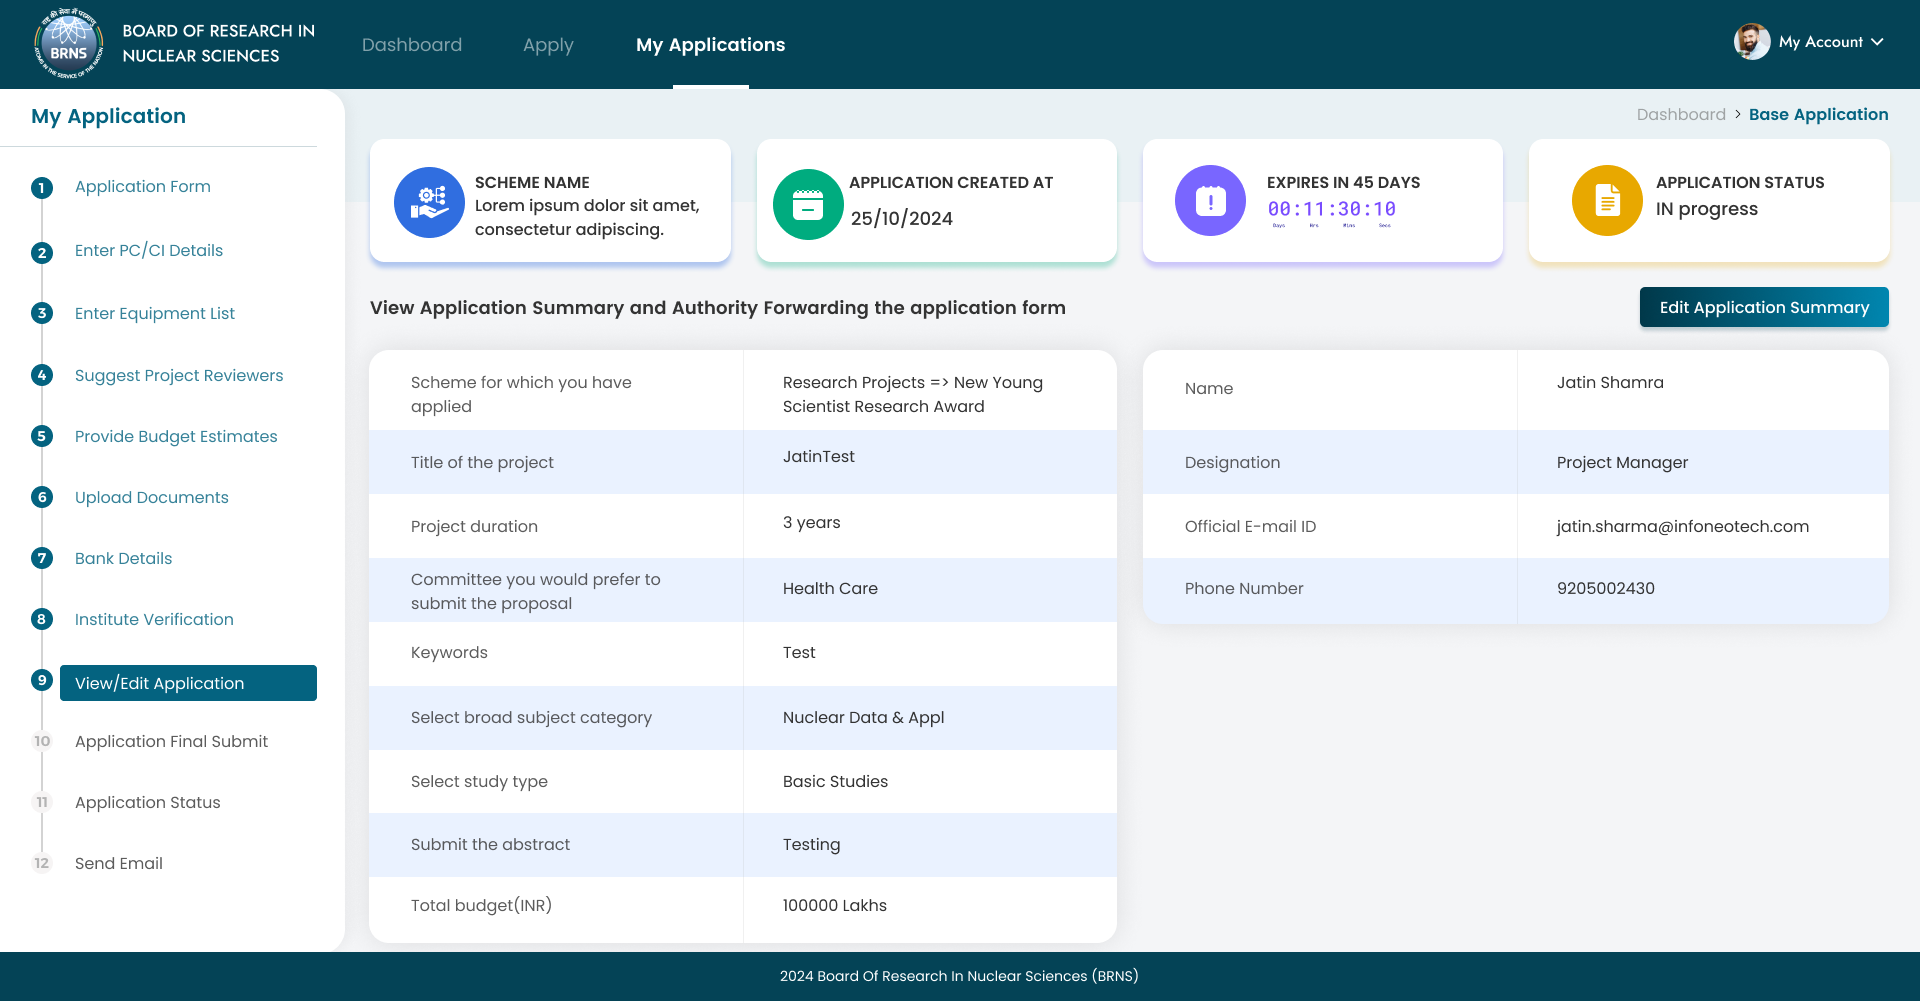 राष्ट्र की सेवा में परमाणु
BRNS
ATOMS IN THE SERVICE OF THE NATION
BOARD OF RESEARCH IN
NUCLEAR SCIENCES
Dashboard
Apply
My Applications
My Account
My Application
1 Application Form
2 Enter PC/CI Details
3 Enter Equipment List
4 Suggest Project Reviewers
5 Provide Budget Estimates
6 Upload Documents
7 Bank Details
8 Institute Verification
9 View/Edit Application
10 Application Final Submit
11 Application Status
12 Send Email
Dashboard > Base Application
SCHEME NAME
Lorem ipsum dolor sit amet,
consectetur adipiscing.
APPLICATION CREATED AT
25/10/2024
EXPIRES IN 45 DAYS
00:11:30:10
Days Hrs Mins Secs
APPLICATION STATUS
IN progress
View Application Summary and Authority Forwarding the application form
Edit Application Summary
Scheme for which you have
applied
Research Projects => New Young
Scientist Research Award
Title of the project
JatinTest
Project duration
3 years
Committee you would prefer to
submit the proposal
Health Care
Keywords
Test
Select broad subject category
Nuclear Data & Appl
Select study type
Basic Studies
Submit the abstract
Testing
Total budget(INR)
100000 Lakhs
Name
Jatin Shamra
Designation
Project Manager
Official E-mail ID
jatin.sharma@infoneotech.com
Phone Number
9205002430
2024 Board Of Research In Nuclear Sciences (BRNS)